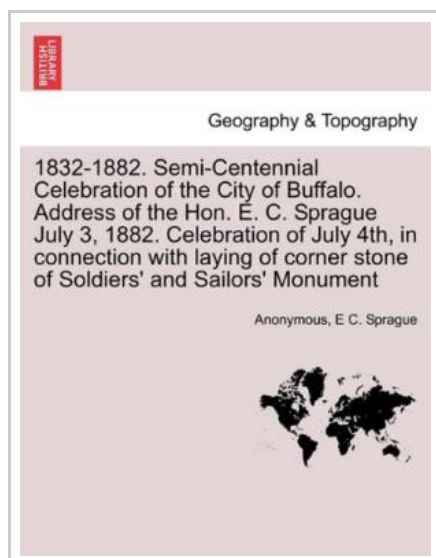 BRITISH
LIBRARY
Geography & Topography
1832-1882. Semi-Centennial
Celebration of the City of Buffalo.
Address of the Hon. E. C. Sprague
July 3, 1882. Celebration of July 4th, in
connection with laying of corner stone
of Soldiers' and Sailors' Monument
Anonymous, E C. Sprague